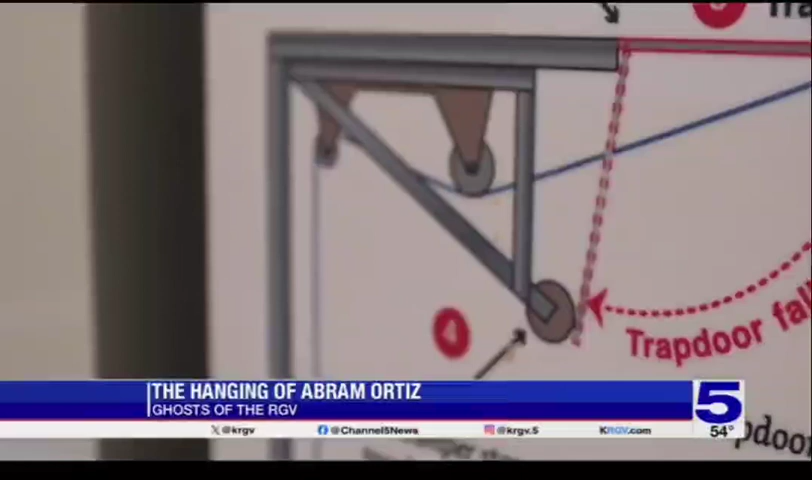 3
4
Trapdoor fal
THE HANGING OF ABRAM ORTIZ
GHOSTS OF THE RGV
5
X@krgv
@Channel5News
@krgv.5
KRGV.com
54°
pdoor